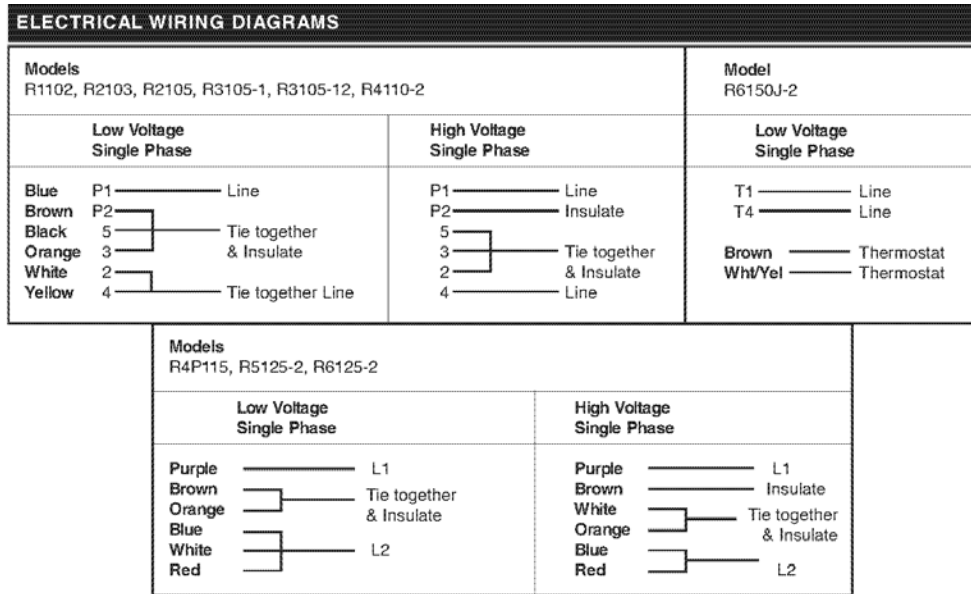 ELECTRICAL WIRING DIAGRAMS
Models
R1102, R2103, R2105, R3105-1, R3105-12, R4110-2
Low Voltage
Single Phase
Blue P1 Line
Brown P2
Black 5 Tie together
Orange 3 & Insulate
White 2
Yellow 4 Tie together Line
High Voltage
Single Phase
P1 Line
P2 Insulate
5
3 Tie together
2 & Insulate
4 Line
Model
R6150J-2
Low Voltage
Single Phase
T1 Line
T4 Line
Brown Thermostat
Wht/Yel Thermostat
Models
R4P115, R5125-2, R6125-2
Low Voltage
Single Phase
Purple L1
Brown Tie together
Orange & Insulate
Blue
White L2
Red
High Voltage
Single Phase
Purple L1
Brown Insulate
White Tie together
Orange & Insulate
Blue
Red L2